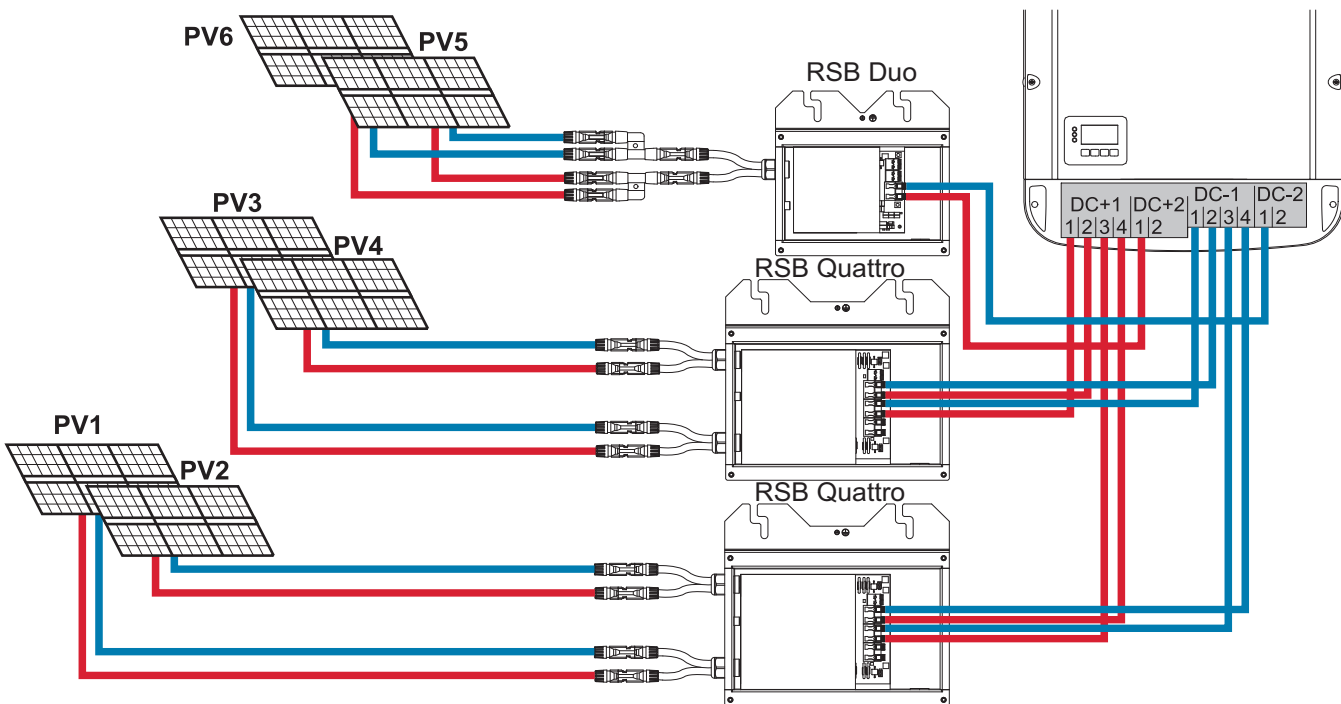 PV6
PV5
RSB Duo
DC+1 DC+2 DC-1 DC-2
1 2 3 4 1 2 1 2 3 4 1 2
PV3
PV4
RSB Quattro
PV1
PV2
RSB Quattro